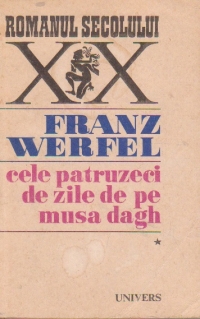 ROMANUL SECOLULUI
XX
FRANZ
WERFEL
cele patruzeci
de zile de pe
musa dagh
*
UNIVERS